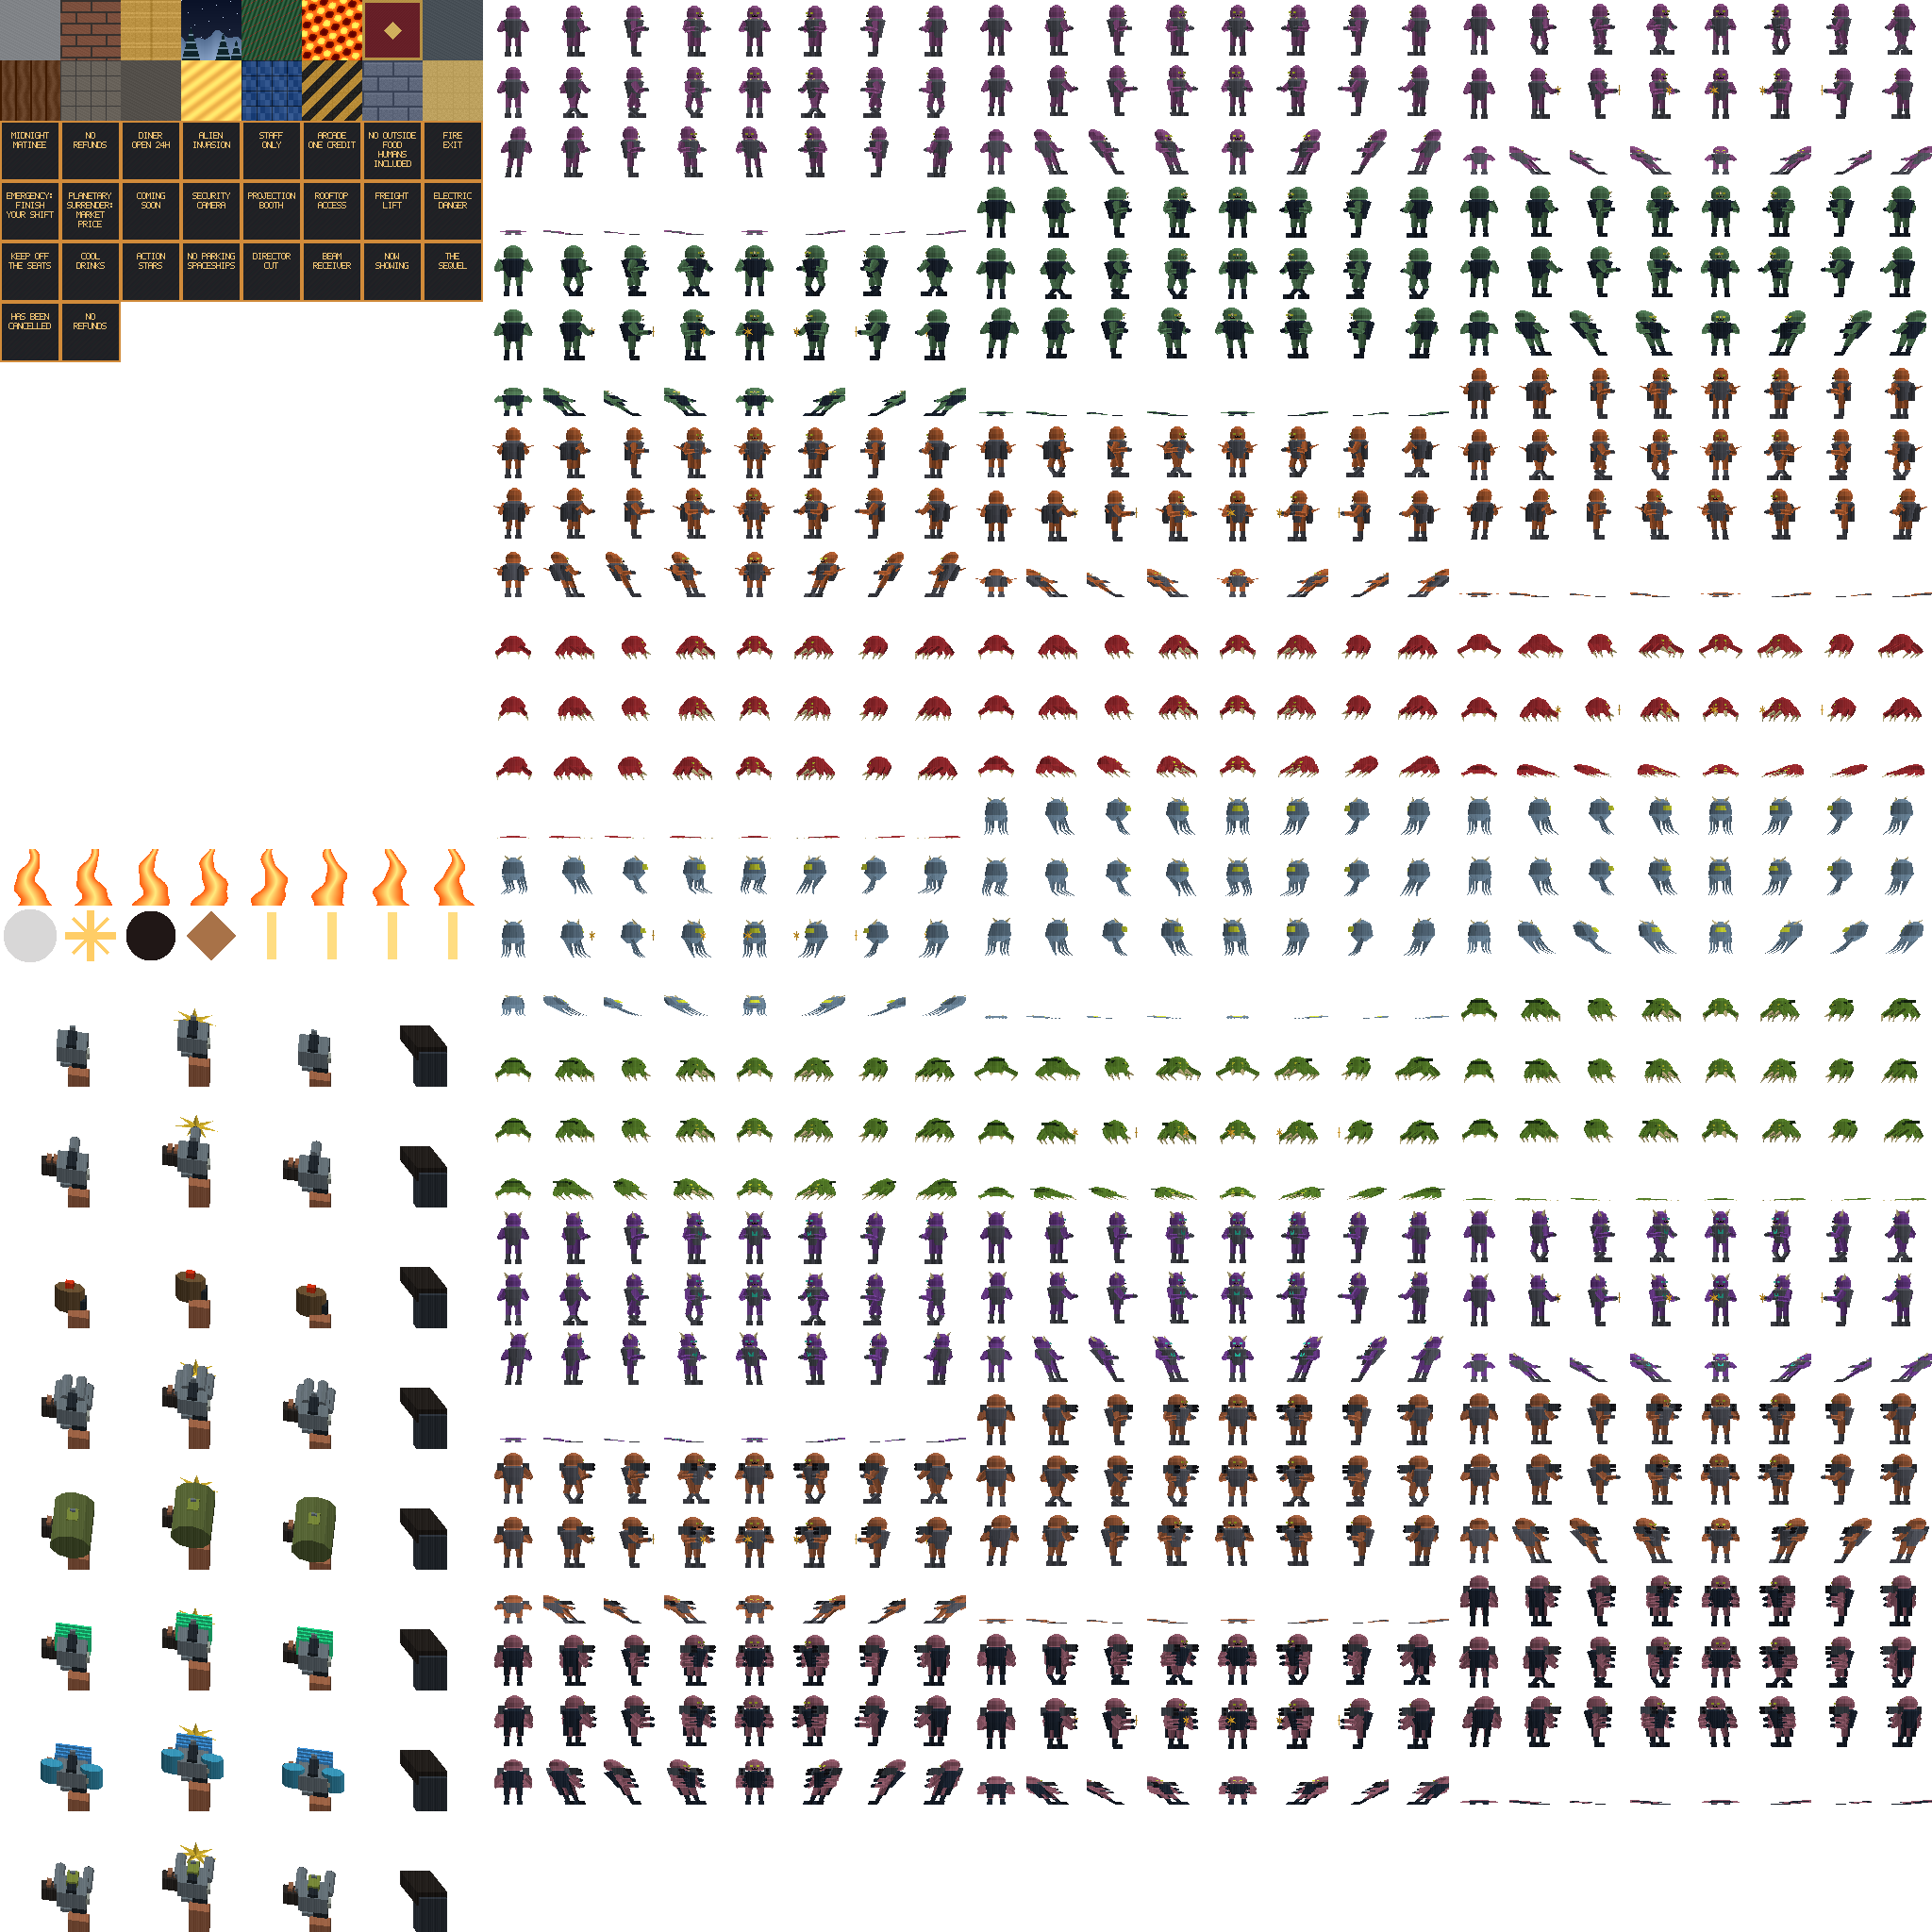 MIDNIGHT
MATINEE
NO
REFUNDS
DINER
OPEN 24H
ALIEN
INVASION
STAFF
ONLY
ARCADE
ONE CREDIT
NO OUTSIDE
FOOD
HUMANS
INCLUDED
FIRE
EXIT
EMERGENCY:
FINISH
YOUR SHIFT
PLANETARY
SURRENDER:
MARKET
PRICE
COMING
SOON
SECURITY
CAMERA
PROJECTION
BOOTH
ROOFTOP
ACCESS
FREIGHT
LIFT
ELECTRIC
DANGER
KEEP OFF
THE SEATS
COOL
DRINKS
ACTION
STARS
NO PARKING
SPACESHIPS
DIRECTOR
CUT
BEAM
RECEIVER
NOW
SHOWING
THE
SEQUEL
HAS BEEN
CANCELLED
NO
REFUNDS